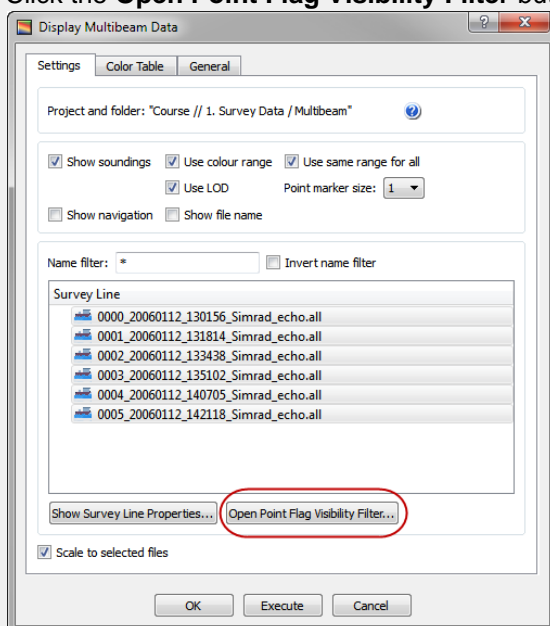 Click the Open Point Flag Visibility Filter bu
Display Multibeam Data
Settings Color Table General
Project and folder: "Course // 1. Survey Data / Multibeam"
Show soundings Use colour range Use same range for all
Use LOD Point marker size: 1
Show navigation Show file name
Name filter: * Invert name filter
Survey Line
0000_20060112_130156_Simrad_echo.all
0001_20060112_131814_Simrad_echo.all
0002_20060112_133438_Simrad_echo.all
0003_20060112_135102_Simrad_echo.all
0004_20060112_140705_Simrad_echo.all
0005_20060112_142118_Simrad_echo.all
Show Survey Line Properties... Open Point Flag Visibility Filter...
Scale to selected files
OK Execute Cancel